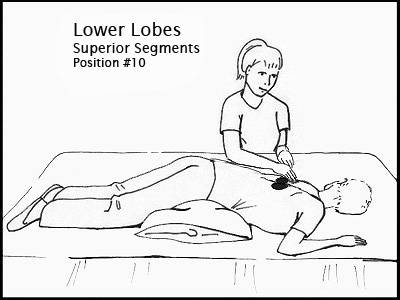 Lower Lobes
Superior Segments
Position #10